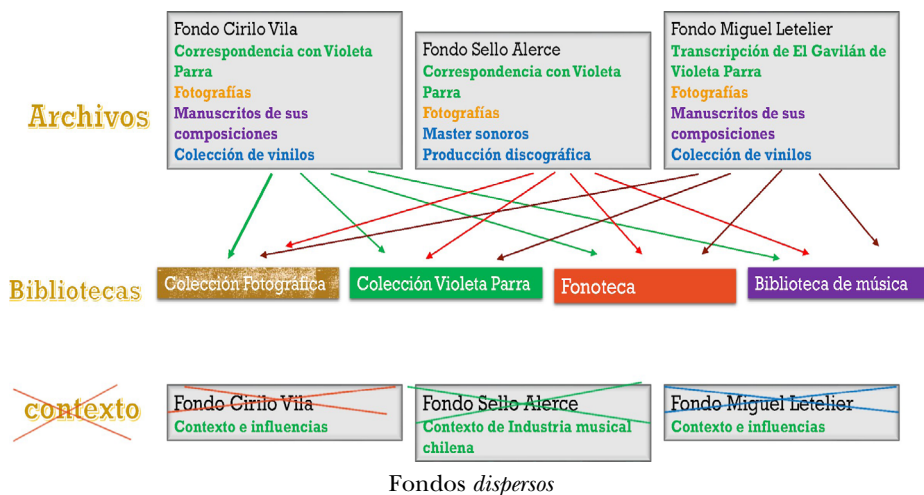 Archivos
Fondo Cirilo Vila
Correspondencia con Violeta
Parra
Fotografías
Manuscritos de sus
composiciones
Colección de vinilos
Fondo Sello Alerce
Correspondencia con Violeta
Parra
Fotografías
Master sonoros
Producción discográfica
Fondo Miguel Letelier
Transcripción de El Gavilán de
Violeta Parra
Fotografías
Manuscritos de sus
composiciones
Colección de vinilos
Bibliotecas
Colección Fotográfica
Colección Violeta Parra
Fonoteca
Biblioteca de música
contexto
Fondo Cirilo Vila
Contexto e influencias
Fondo Sello Alerce
Contexto de Industria musical
chilena
Fondo Miguel Letelier
Contexto e influencias
Fondos dispersos